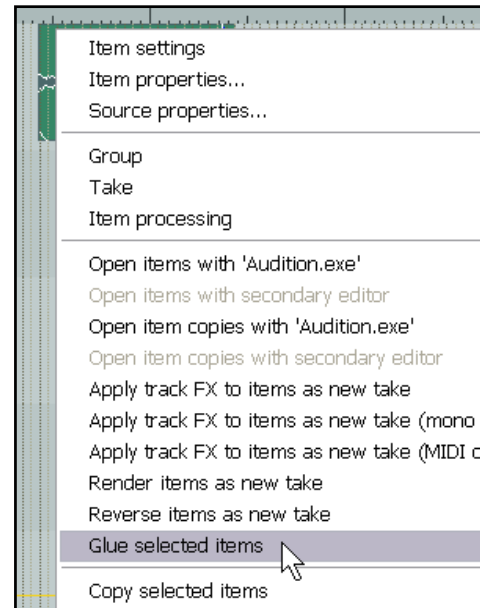 Item settings
Item properties...
Source properties...
Group
Take
Item processing
Open items with 'Audition.exe'
Open items with secondary editor
Open item copies with 'Audition.exe'
Open item copies with secondary editor
Apply track FX to items as new take
Apply track FX to items as new take (mono
Apply track FX to items as new take (MIDI
Render items as new take
Reverse items as new take
Glue selected items
Copy selected items